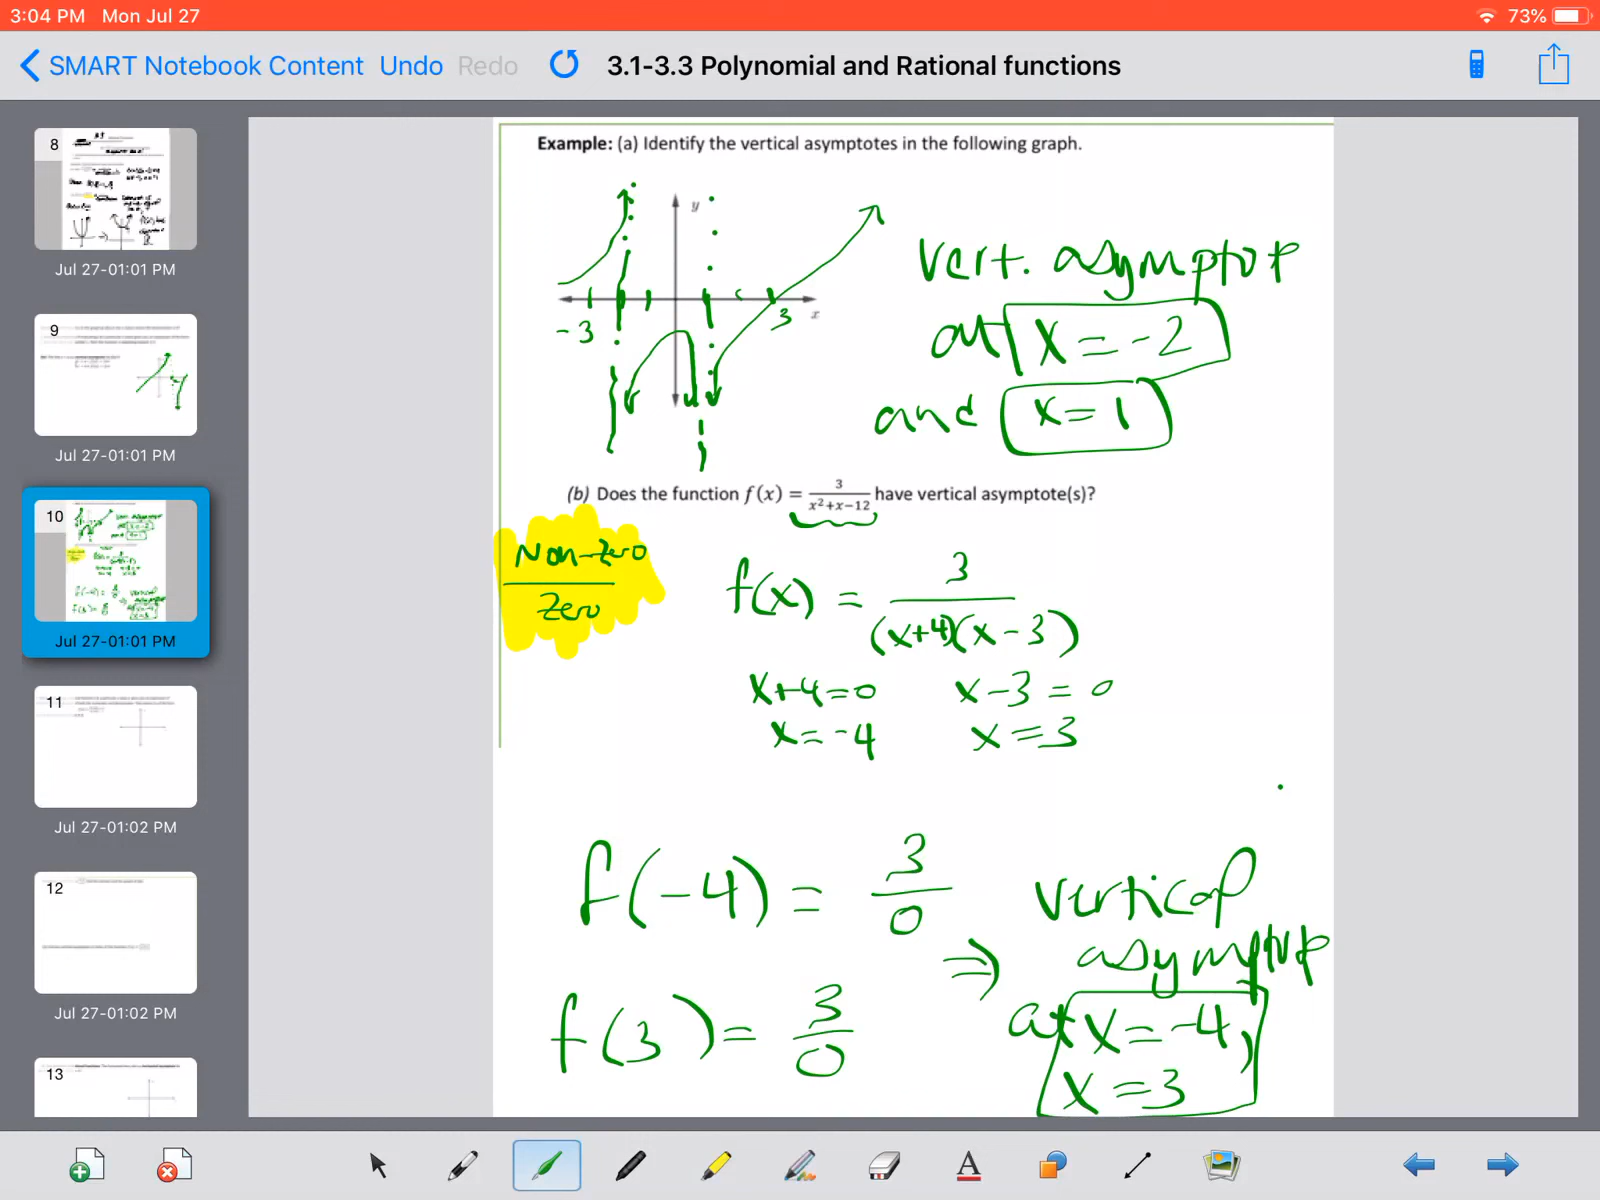 3:04 PM Mon Jul 27
73%
SMART Notebook Content Undo Redo
3.1-3.3 Polynomial and Rational functions
8
Jul 27-01:01 PM
9
Jul 27-01:01 PM
10
Jul 27-01:01 PM
11
Jul 27-01:02 PM
12
Jul 27-01:02 PM
13
Example: (a) Identify the vertical asymptotes in the following graph.
y
x
-3
3
vert. asymptot
at x = -2
and x = 1
(b) Does the function f(x) = 3/(x²+x−12) have vertical asymptote(s)?
Non-Zero
Zero
f(x) = 3/((x+4)(x-3))
x+4=0 x-3=0
x=-4 x=3
f(-4) = 3/0
f(3) = 3/0
⇒
vertical
asymptot
at x=-4,
x=3
A